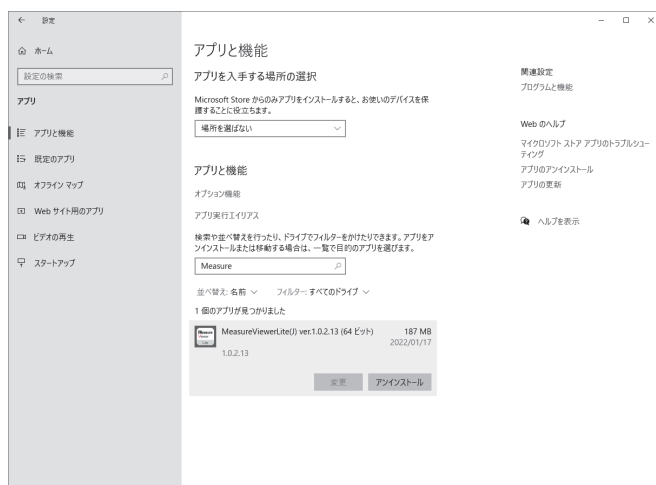 設定
ホーム
設定の検索
アプリ
アプリと機能
既定のアプリ
オフライン マップ
Web サイト用のアプリ
ビデオの再生
スタートアップ
アプリと機能
アプリを入手する場所の選択
Microsoft Store からのみアプリをインストールすると、お使いのデバイスを保
護することに役立ちます。
場所を選ばない
アプリと機能
オプション機能
アプリ実行エイリアス
検索や並べ替えを行ったり、ドライブでフィルターをかけたりできます。アプリをア
ンインストールまたは移動する場合は、一覧で目的のアプリを選びます。
Measure
並べ替え: 名前 フィルター: すべてのドライブ
1 個のアプリが見つかりました
MeasureViewerLite(J) ver.1.0.2.13 (64 ビット) 187 MB
2022/01/17
1.0.2.13
変更 アンインストール
関連設定
プログラムと機能
Web のヘルプ
マイクロソフト ストア アプリのトラブルシュー
ティング
アプリのアンインストール
アプリの更新
ヘルプを表示